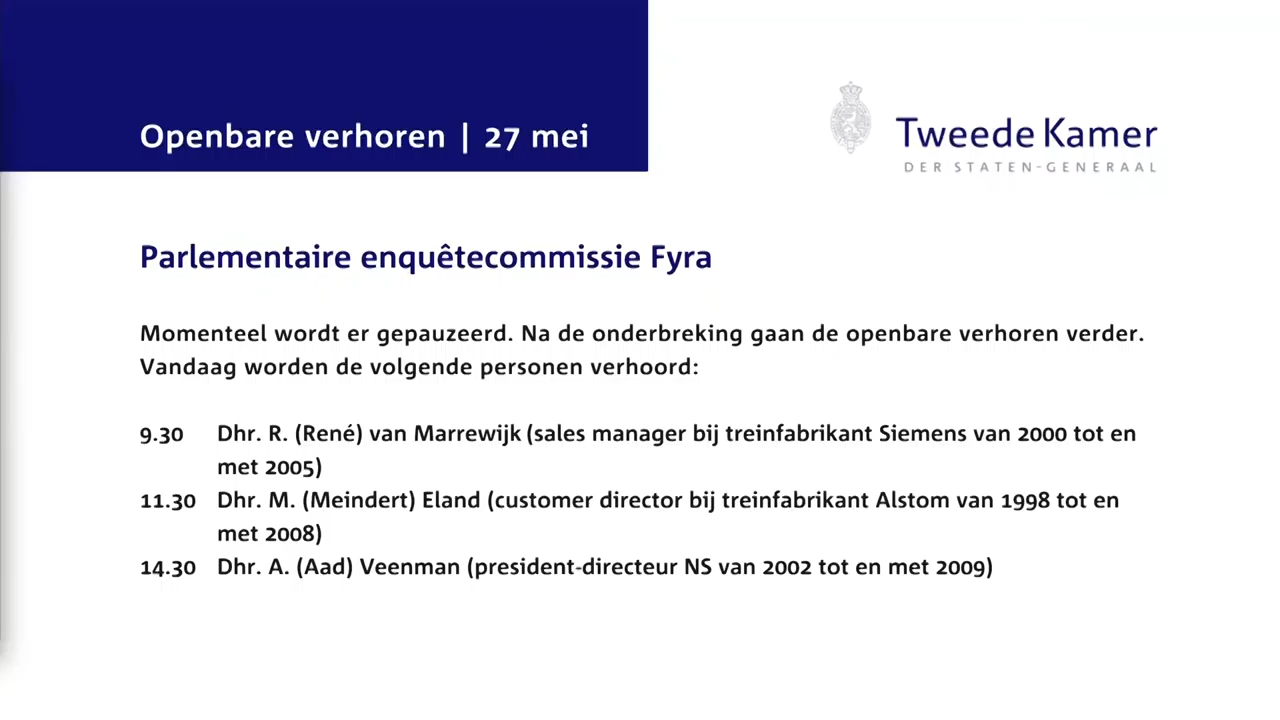 Openbare verhoren | 27 mei
Tweede Kamer
DER STATEN-GENERAAL
Parlementaire enquêtecommissie Fyra
Momenteel wordt er gepauzeerd. Na de onderbreking gaan de openbare verhoren verder.
Vandaag worden de volgende personen verhoord:
9.30 Dhr. R. (René) van Marrewijk (sales manager bij treinfabrikant Siemens van 2000 tot en
met 2005)
11.30 Dhr. M. (Meindert) Eland (customer director bij treinfabrikant Alstom van 1998 tot en
met 2008)
14.30 Dhr. A. (Aad) Veenman (president-directeur NS van 2002 tot en met 2009)